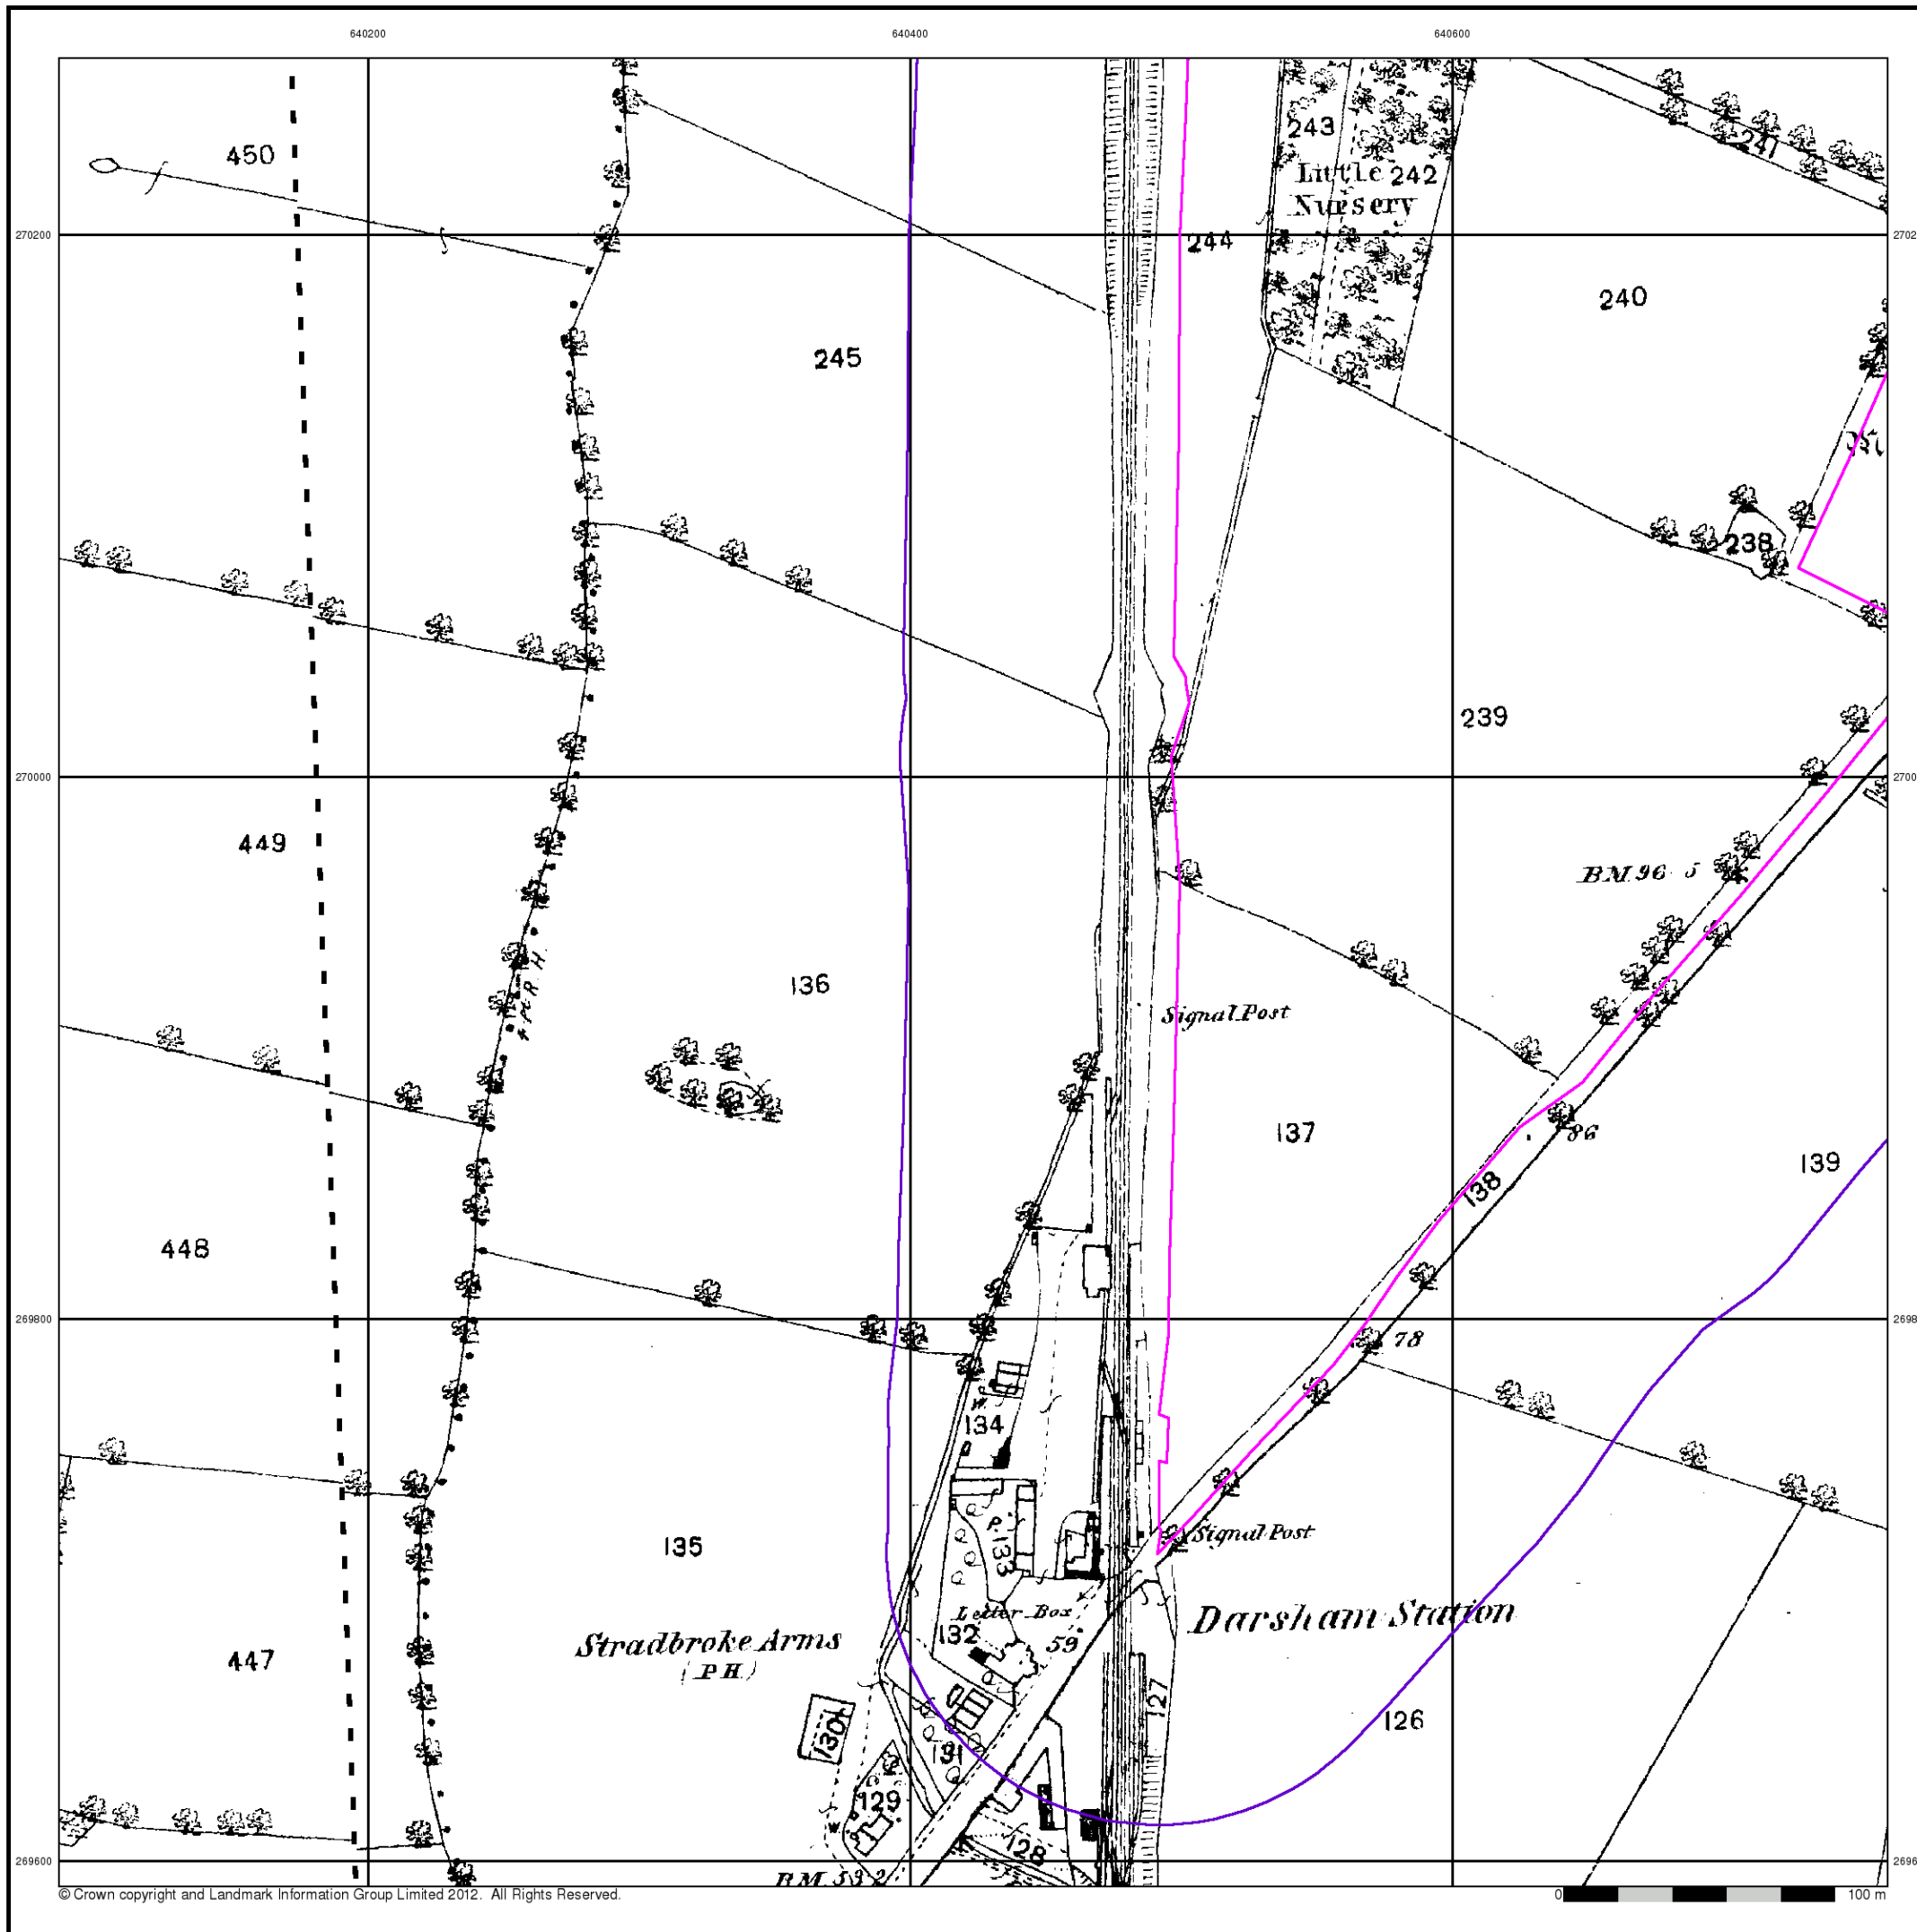 640200 640400 640600
243
450
241
Little 242
Nursery
270200
244
240
245
238
239
270000
449
BM 96·5
136
Signal Post
137
86
139
138
448
269800
78
134
P.
133
135
Signal Post
Letter Box
Darsham Station
132
59
Stradbroke Arms
(P H)
447
127
126
130
131
129
128
269600
BM 53·2
© Crown copyright and Landmark Information Group Limited 2012. All Rights Reserved.
0 100 m